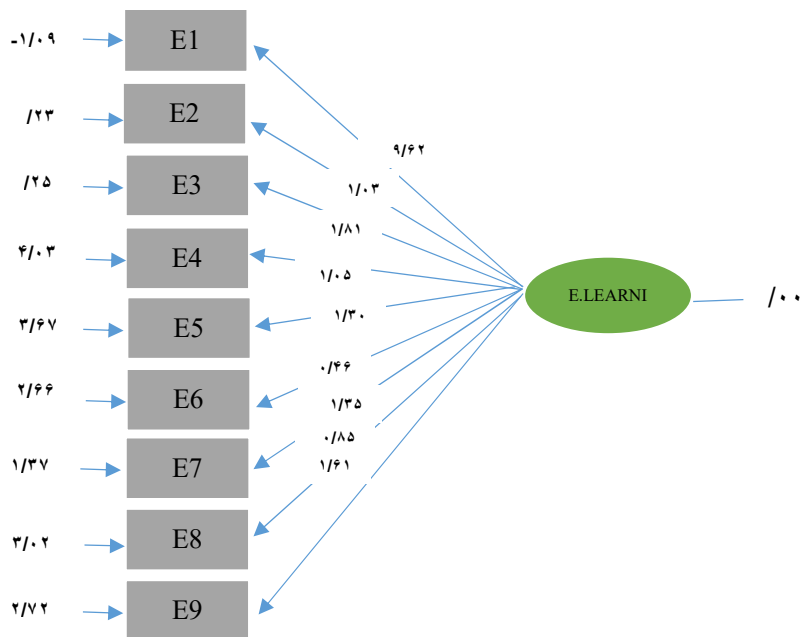 -۱/۰۹
E1
۹/۶۲
/۲۳
E2
۱/۰۳
/۲۵
E3
۱/۸۱
۴/۰۳
E4
۱/۰۵
E.LEARNI
/۰۰
۳/۶۷
E5
۱/۳۰
۲/۶۶
E6
۰/۴۶
۱/۳۵
۱/۳۷
E7
۰/۸۵
۱/۶۱
۳/۰۲
E8
۲/۷۲
E9